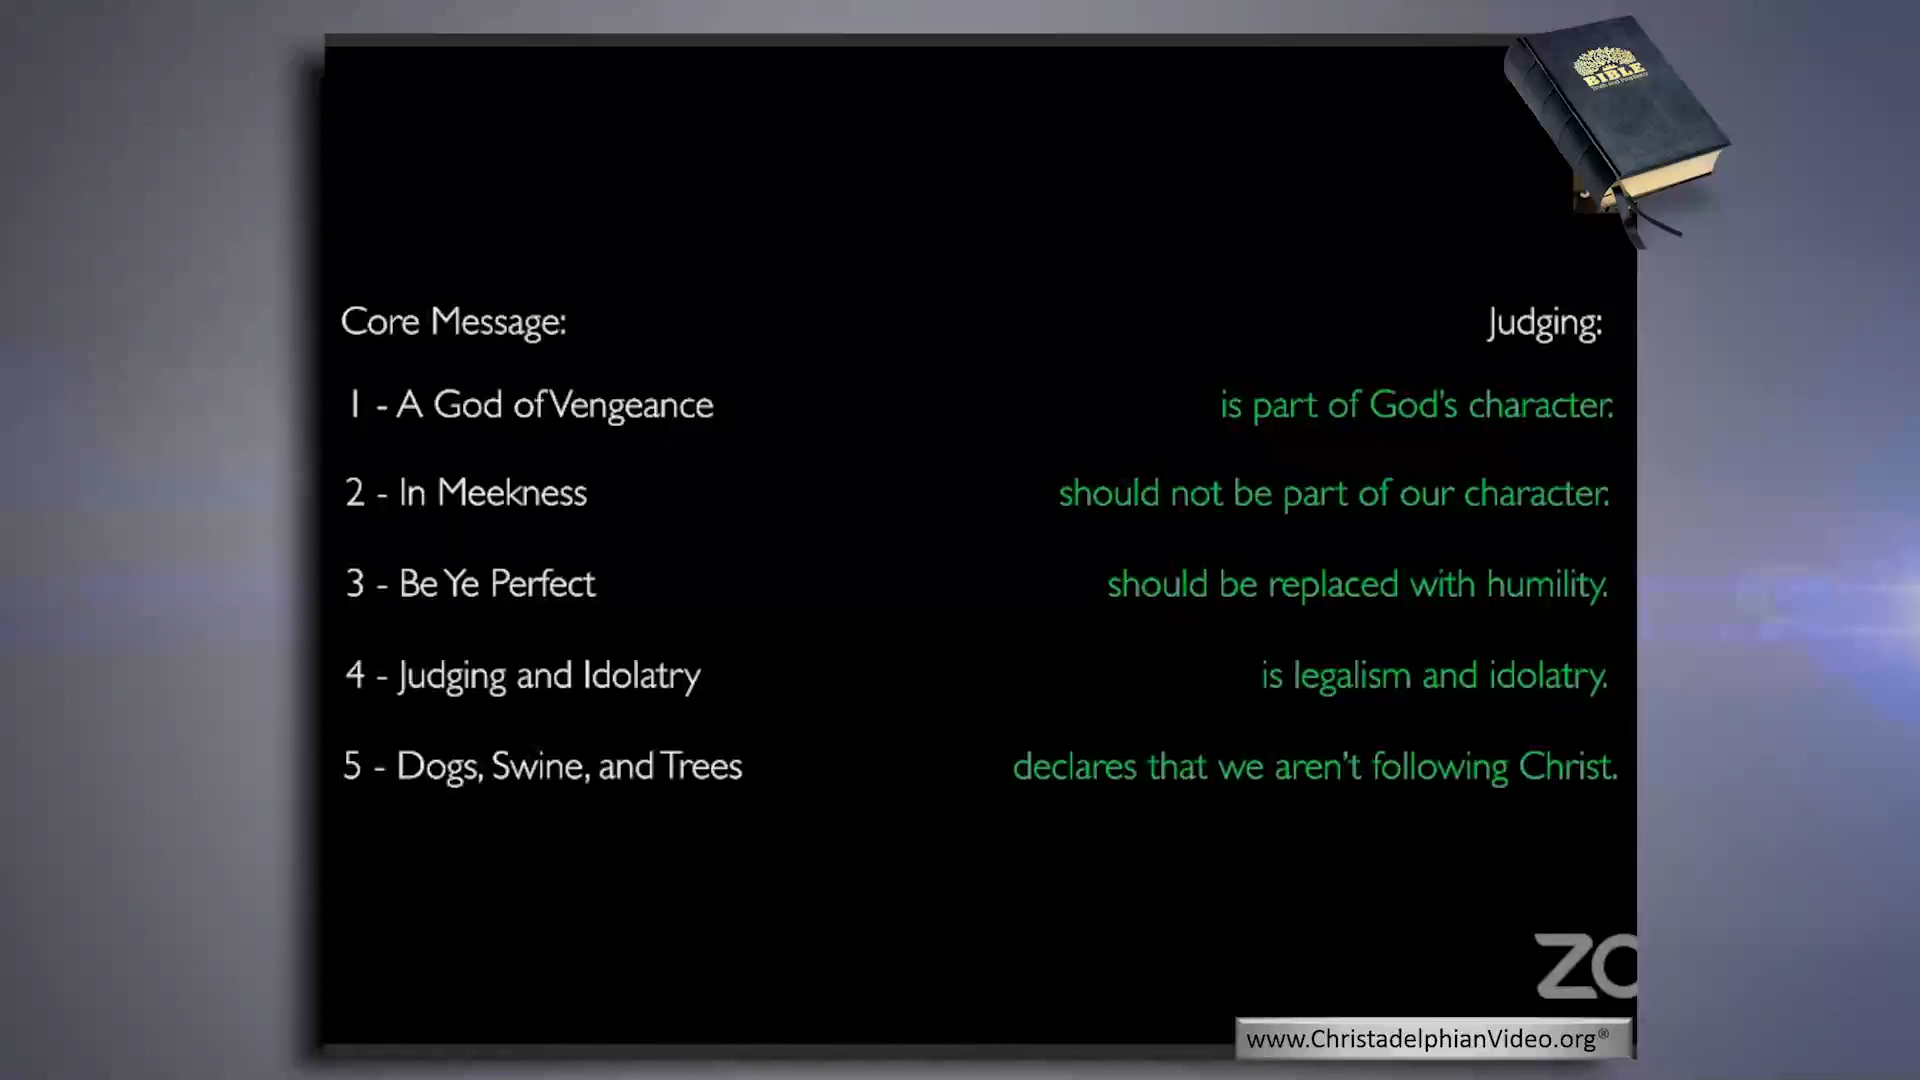 BIBLE
Core Message:
Judging:
1 - A God of Vengeance
is part of God's character.
2 - In Meekness
should not be part of our character.
3 - Be Ye Perfect
should be replaced with humility.
4 - Judging and Idolatry
is legalism and idolatry.
5 - Dogs, Swine, and Trees
declares that we aren't following Christ.
ZO
www.ChristadelphianVideo.org®